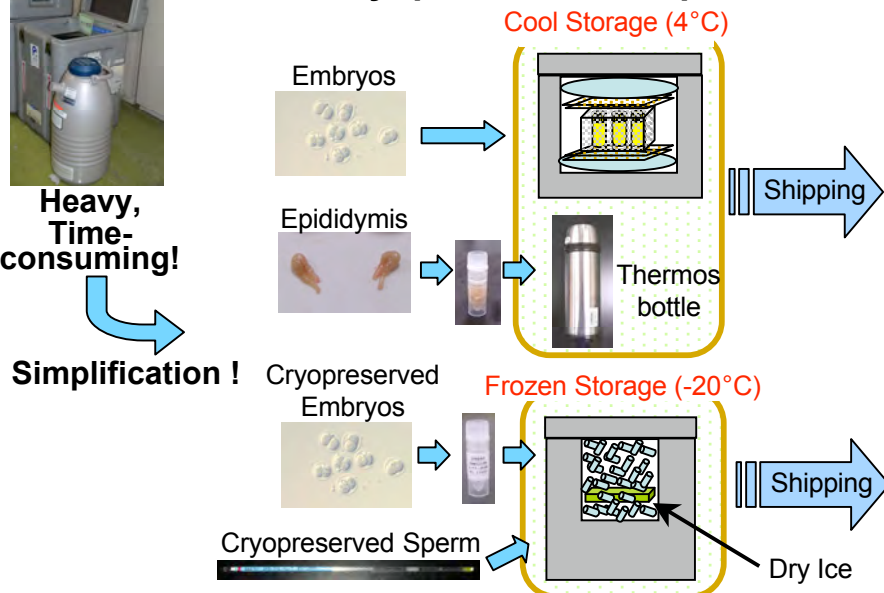 Cool Storage (4°C)
Embryos
Shipping
Heavy,
Time-
consuming!
Epididymis
Thermos
bottle
Simplification !
Cryopreserved
Embryos
Frozen Storage (-20°C)
Shipping
Cryopreserved Sperm
Dry Ice